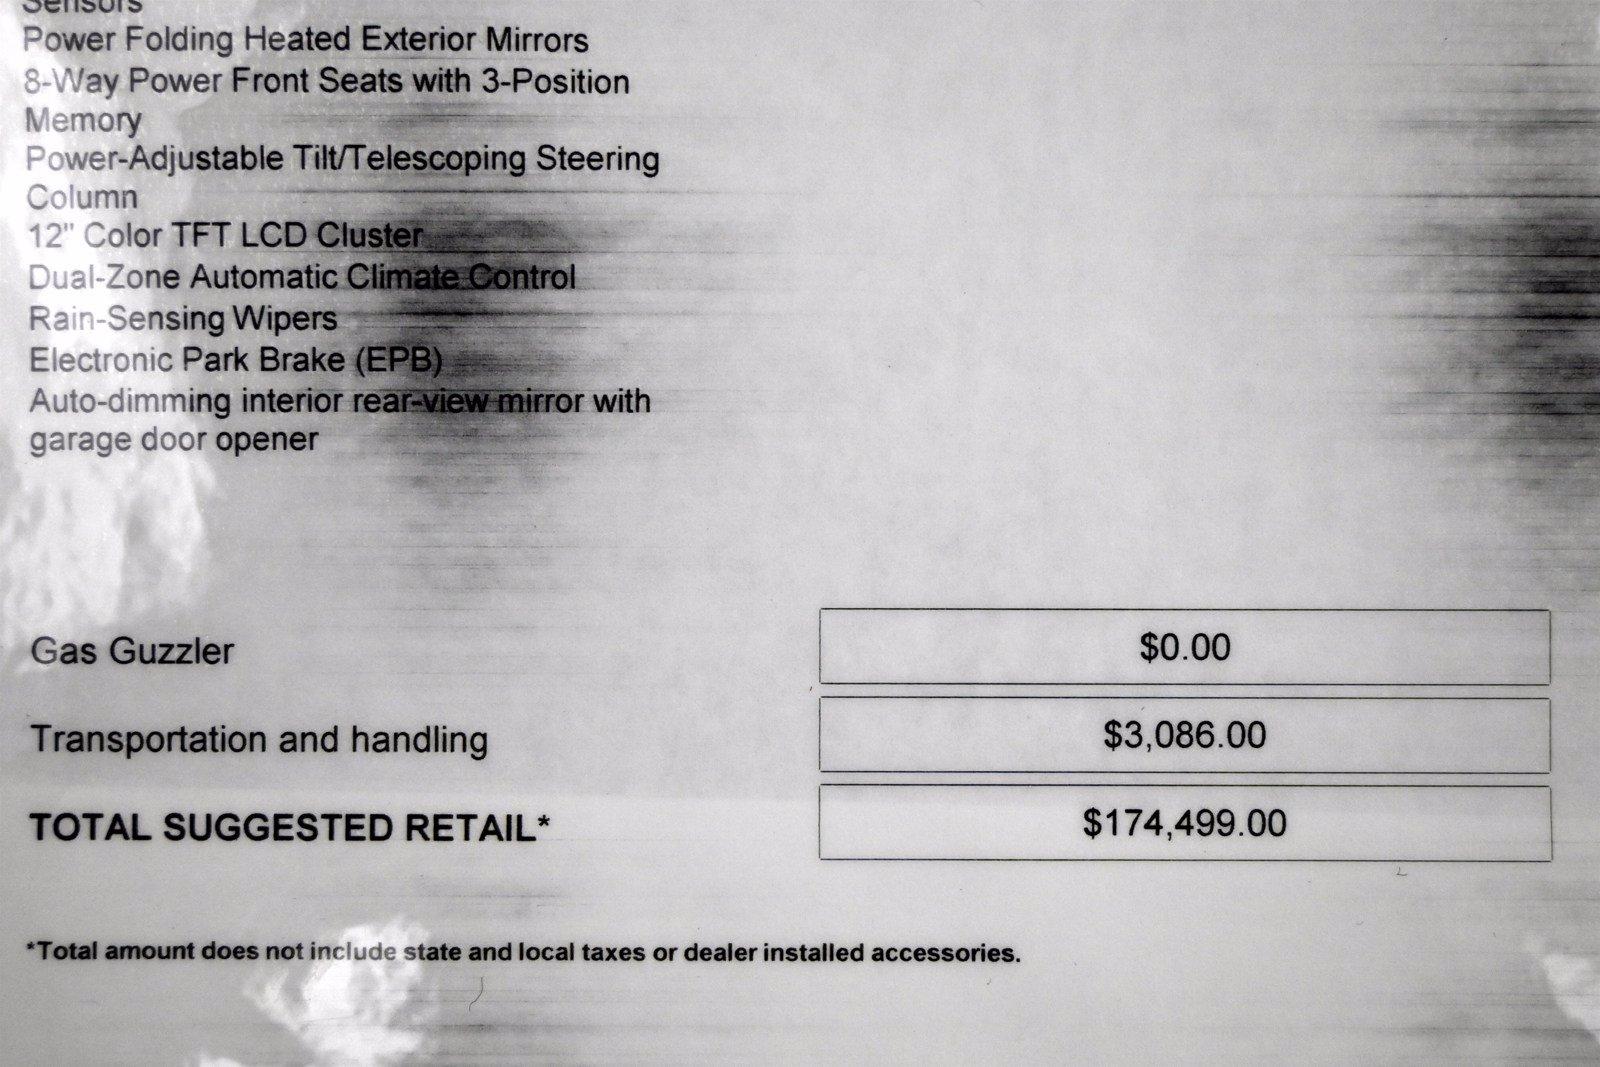 Sensors
Power Folding Heated Exterior Mirrors
8-Way Power Front Seats with 3-Position
Memory
Power-Adjustable Tilt/Telescoping Steering
Column
12" Color TFT LCD Cluster
Dual-Zone Automatic Climate Control
Rain-Sensing Wipers
Electronic Park Brake (EPB)
Auto-dimming interior rear-view mirror with
garage door opener
Gas Guzzler $0.00
Transportation and handling $3,086.00
TOTAL SUGGESTED RETAIL* $174,499.00
*Total amount does not include state and local taxes or dealer installed accessories.